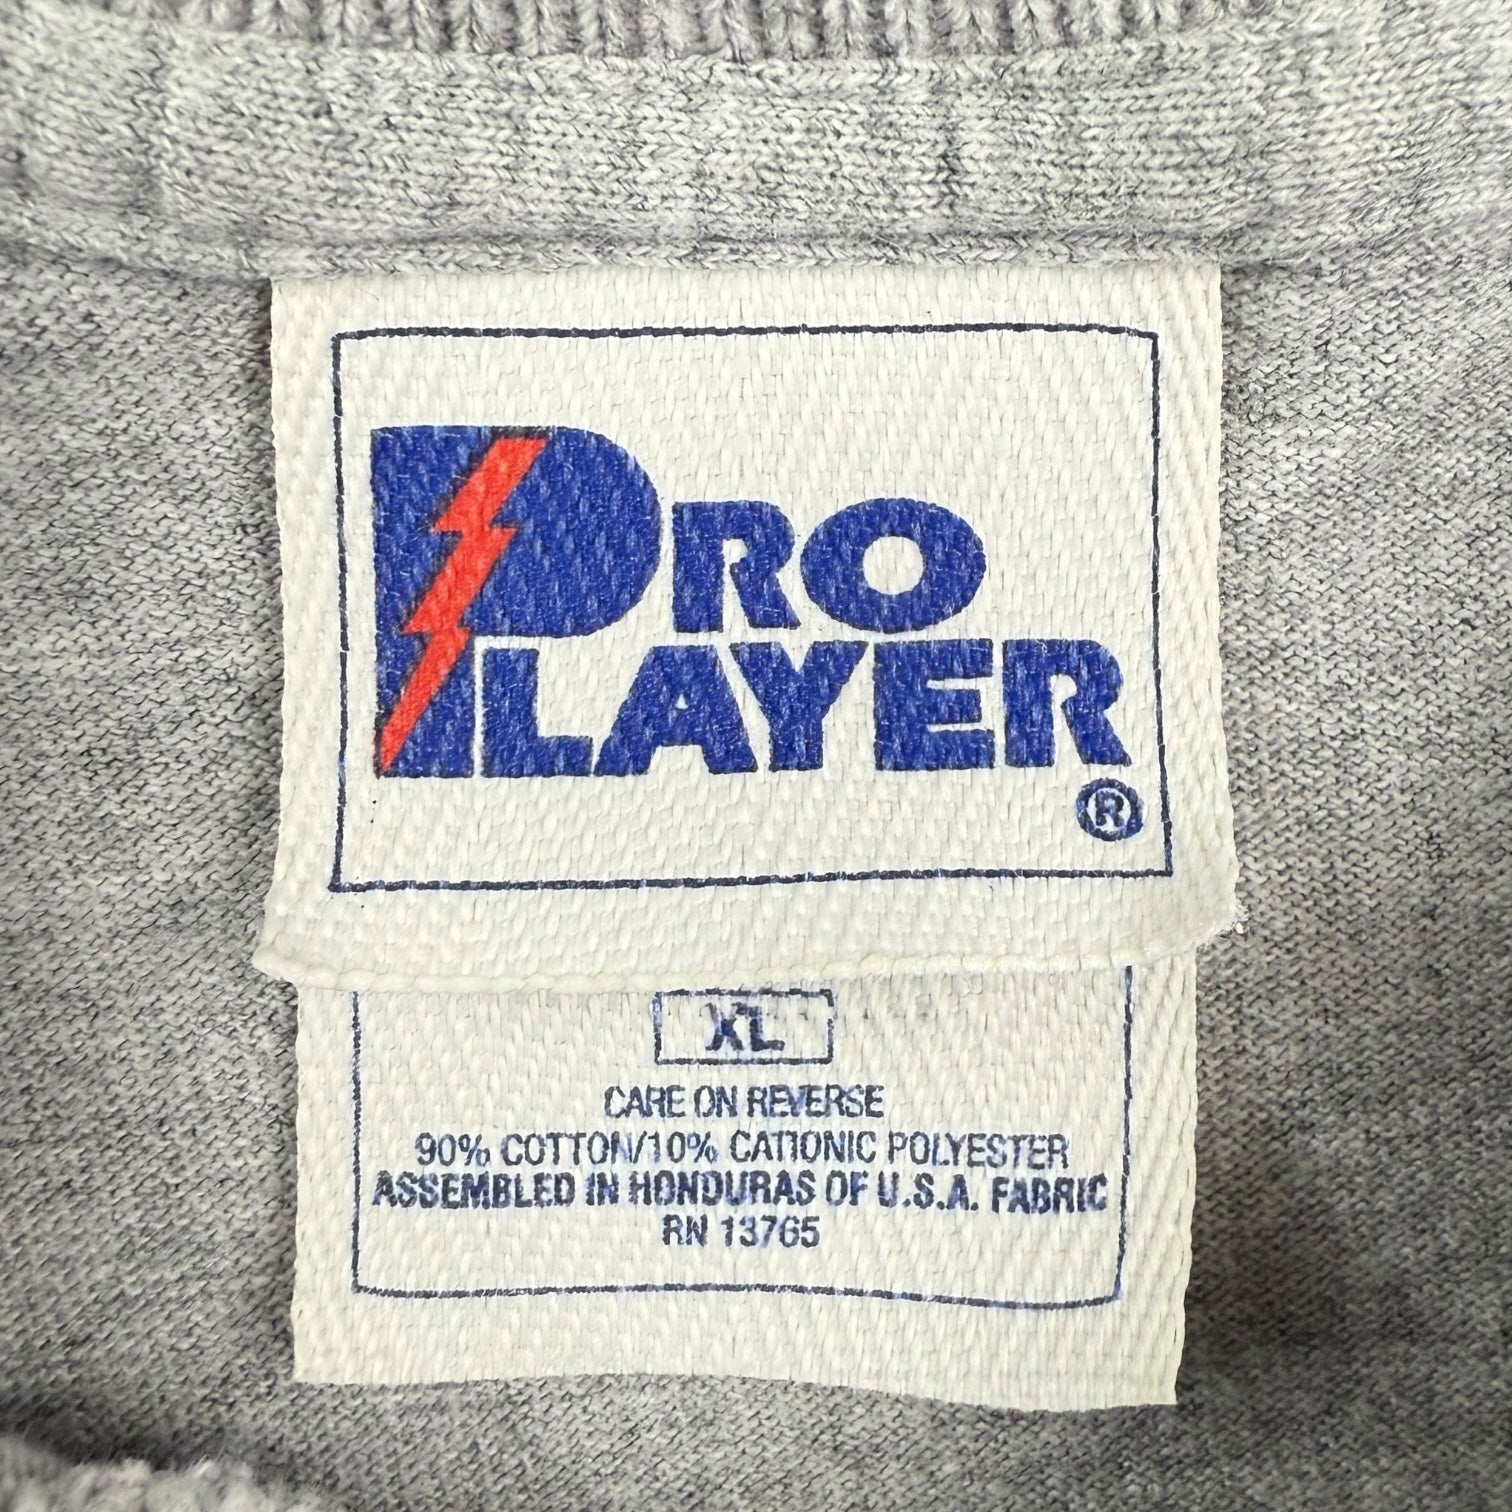 PRO
PLAYER
®
XL
CARE ON REVERSE
90% COTTON/10% CATIONIC POLYESTER
ASSEMBLED IN HONDURAS OF U.S.A. FABRIC
RN 13765